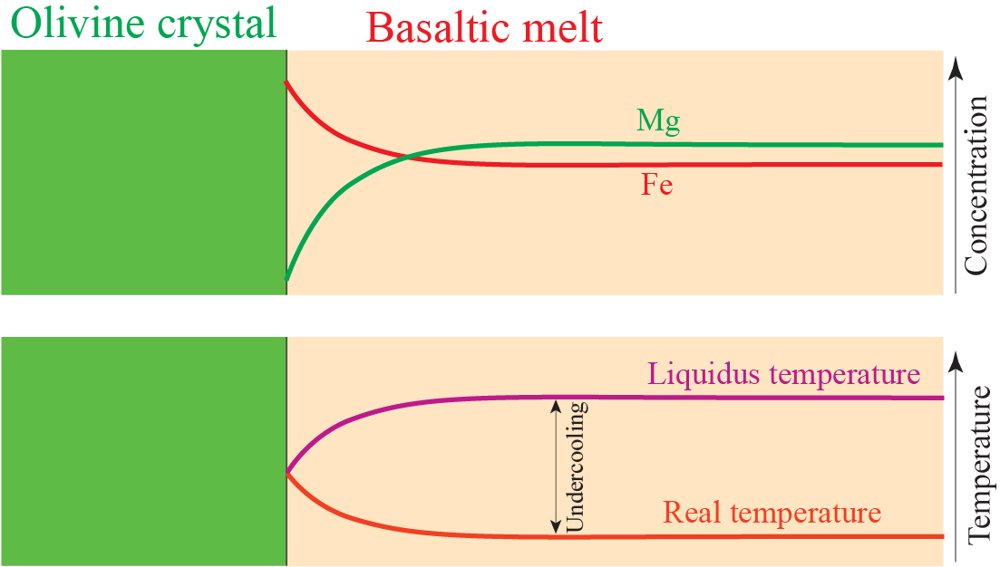 Olivine crystal
Basaltic melt
Mg
Fe
Concentration
Liquidus temperature
Undercooling
Real temperature
Temperature